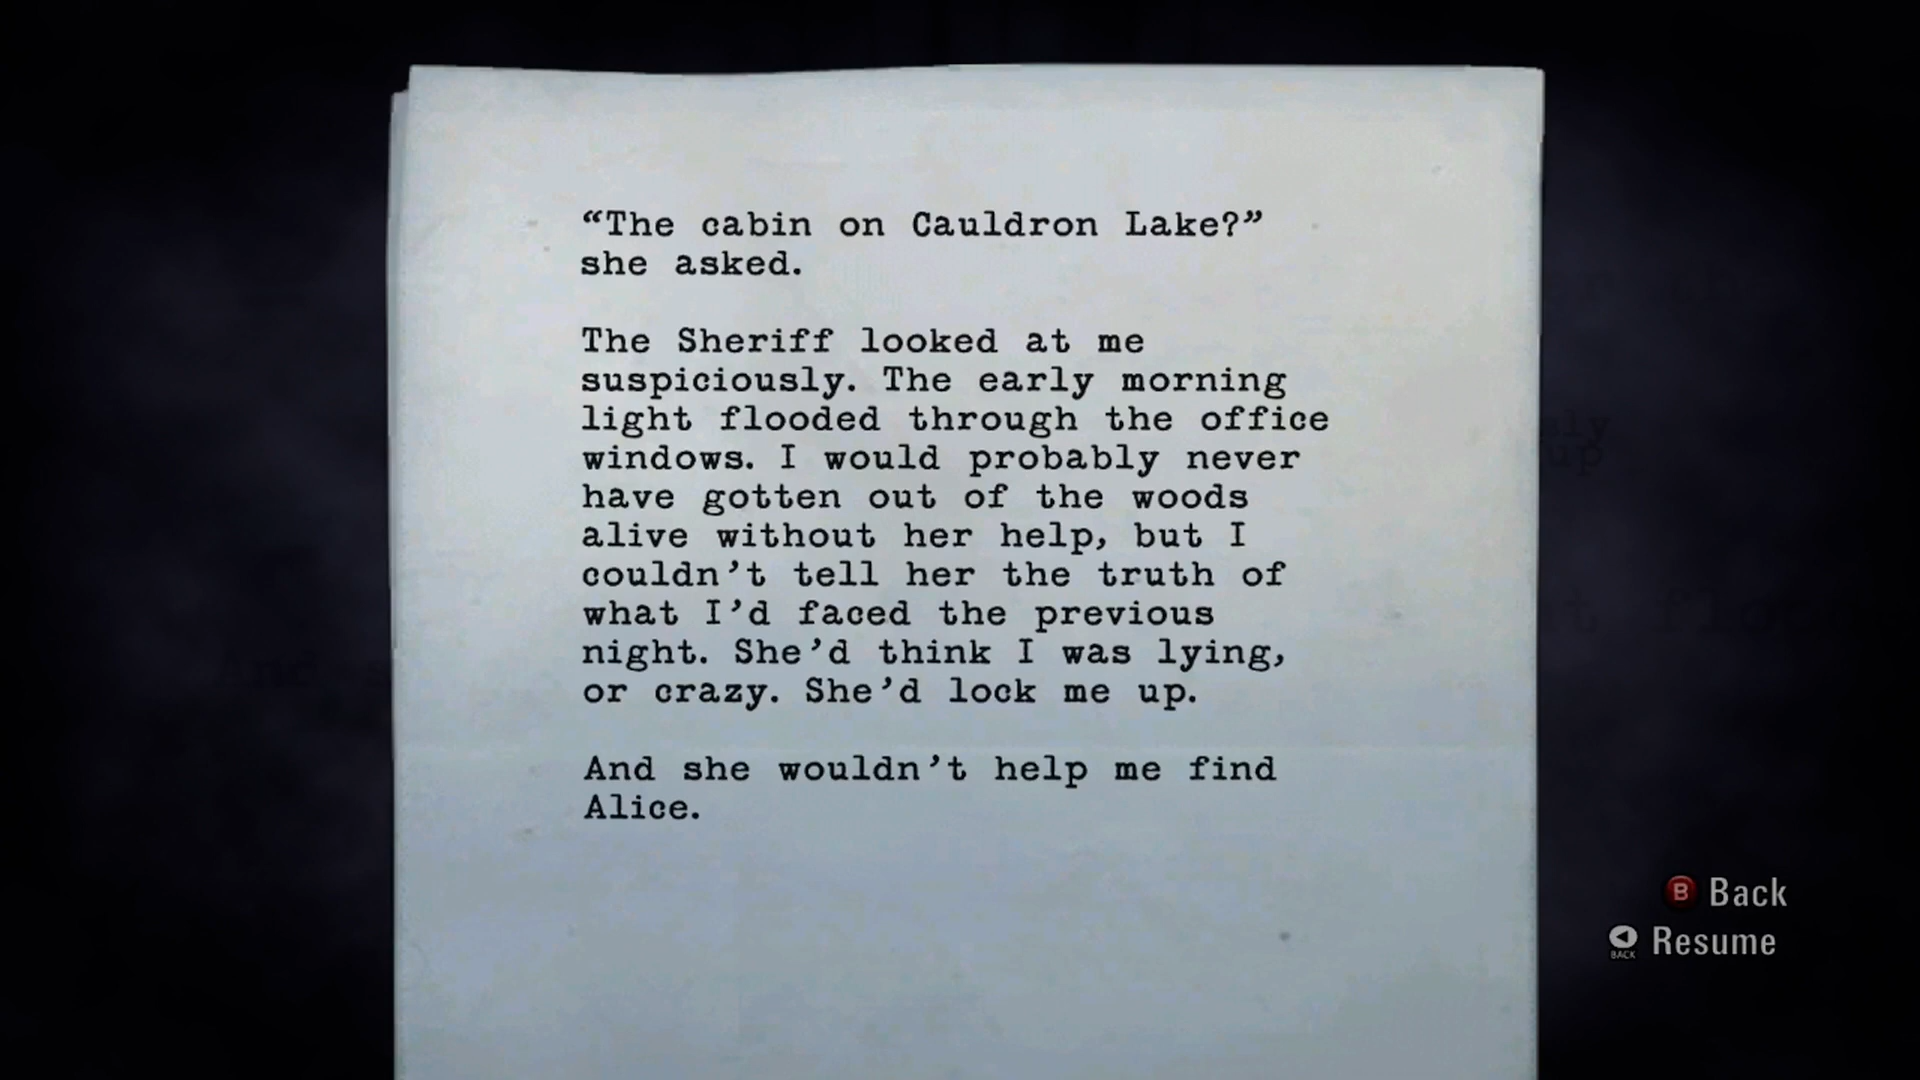 “The cabin on Cauldron Lake?”
she asked.
The Sheriff looked at me
suspiciously. The early morning
light flooded through the office
windows. I would probably never
have gotten out of the woods
alive without her help, but I
couldn’t tell her the truth of
what I’d faced the previous
night. She’d think I was lying,
or crazy. She’d lock me up.
And she wouldn’t help me find
Alice.
B Back
BACK Resume